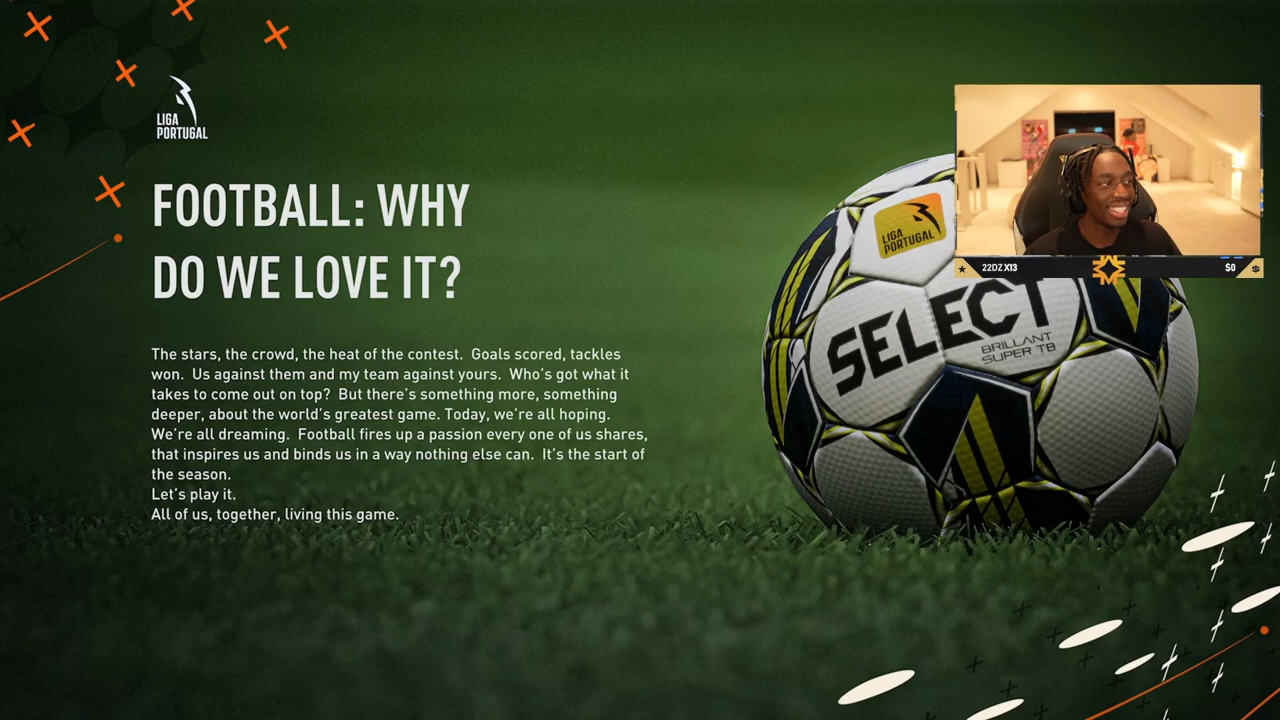 LIGA
PORTUGAL
FOOTBALL: WHY
DO WE LOVE IT?
The stars, the crowd, the heat of the contest.  Goals scored, tackles
won.  Us against them and my team against yours.  Who's got what it
takes to come out on top?  But there's something more, something
deeper, about the world's greatest game. Today, we're all hoping.
We're all dreaming.  Football fires up a passion every one of us shares,
that inspires us and binds us in a way nothing else can.  It's the start of
the season.
Let's play it.
All of us, together, living this game.
LIGA
PORTUGAL
SELECT
BRILLANT
SUPER TB
22DZ X13
$0